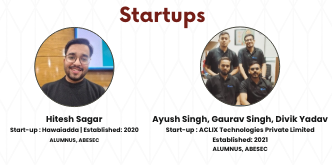 Startups
Hitesh Sagar
Start-up : Hawaiadda | Established: 2020
ALUMNUS, ABESEC
Ayush Singh, Gaurav Singh, Divik Yadav
Start-up : ACLIX Technologies Private Limited
Established: 2021
ALUMNI, ABESEC